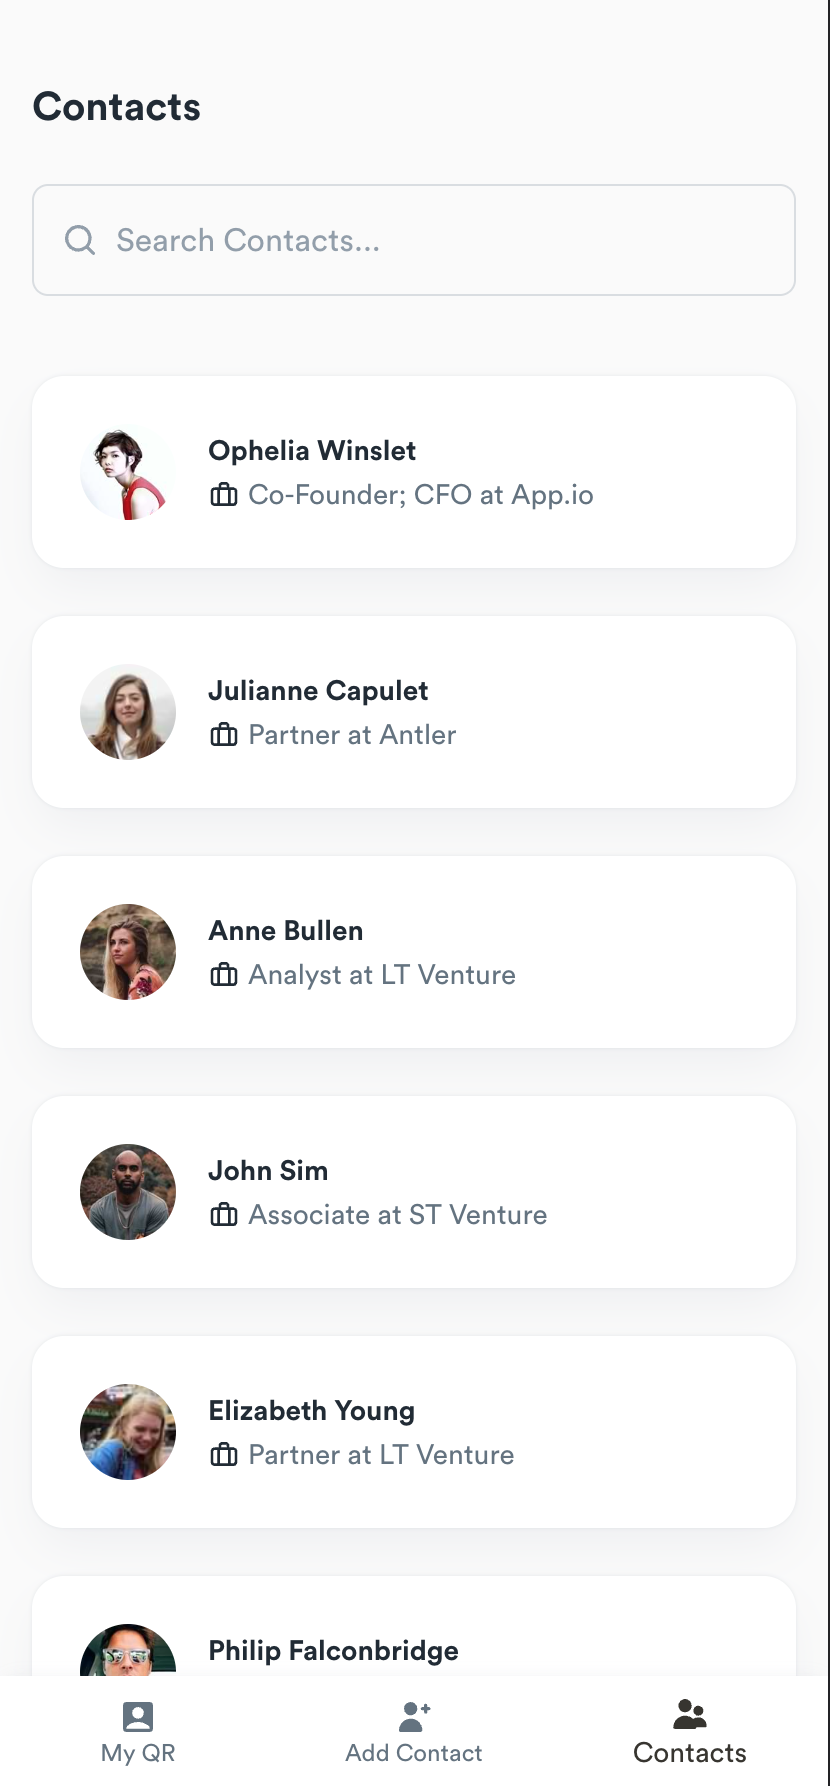 Contacts
Search Contacts...
Ophelia Winslet
Co-Founder; CFO at App.io
Julianne Capulet
Partner at Antler
Anne Bullen
Analyst at LT Venture
John Sim
Associate at ST Venture
Elizabeth Young
Partner at LT Venture
Philip Falconbridge
My QR
Add Contact
Contacts